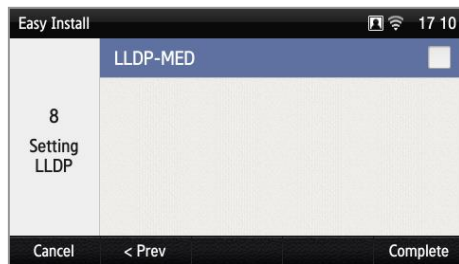 Easy Install
17 10
LLDP-MED
8
Setting
LLDP
Cancel
< Prev
Complete